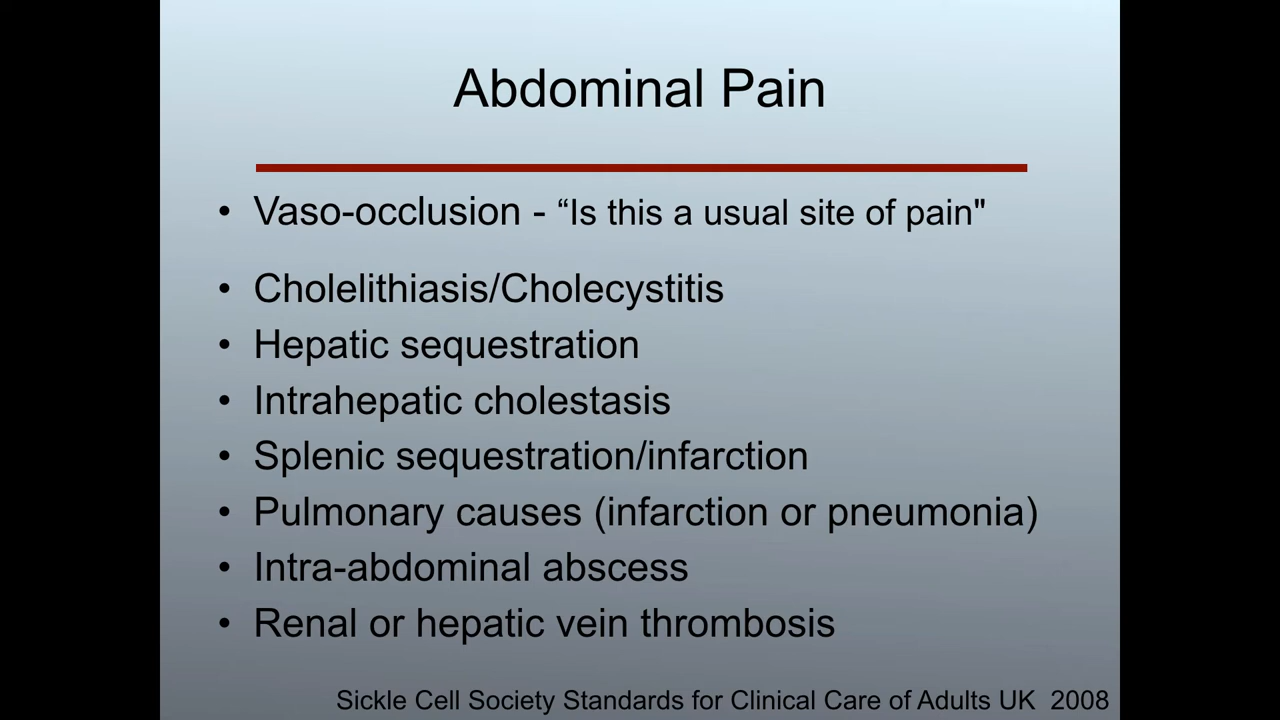 Abdominal Pain
• Vaso-occlusion - “Is this a usual site of pain"
• Cholelithiasis/Cholecystitis
• Hepatic sequestration
• Intrahepatic cholestasis
• Splenic sequestration/infarction
• Pulmonary causes (infarction or pneumonia)
• Intra-abdominal abscess
• Renal or hepatic vein thrombosis
Sickle Cell Society Standards for Clinical Care of Adults UK 2008